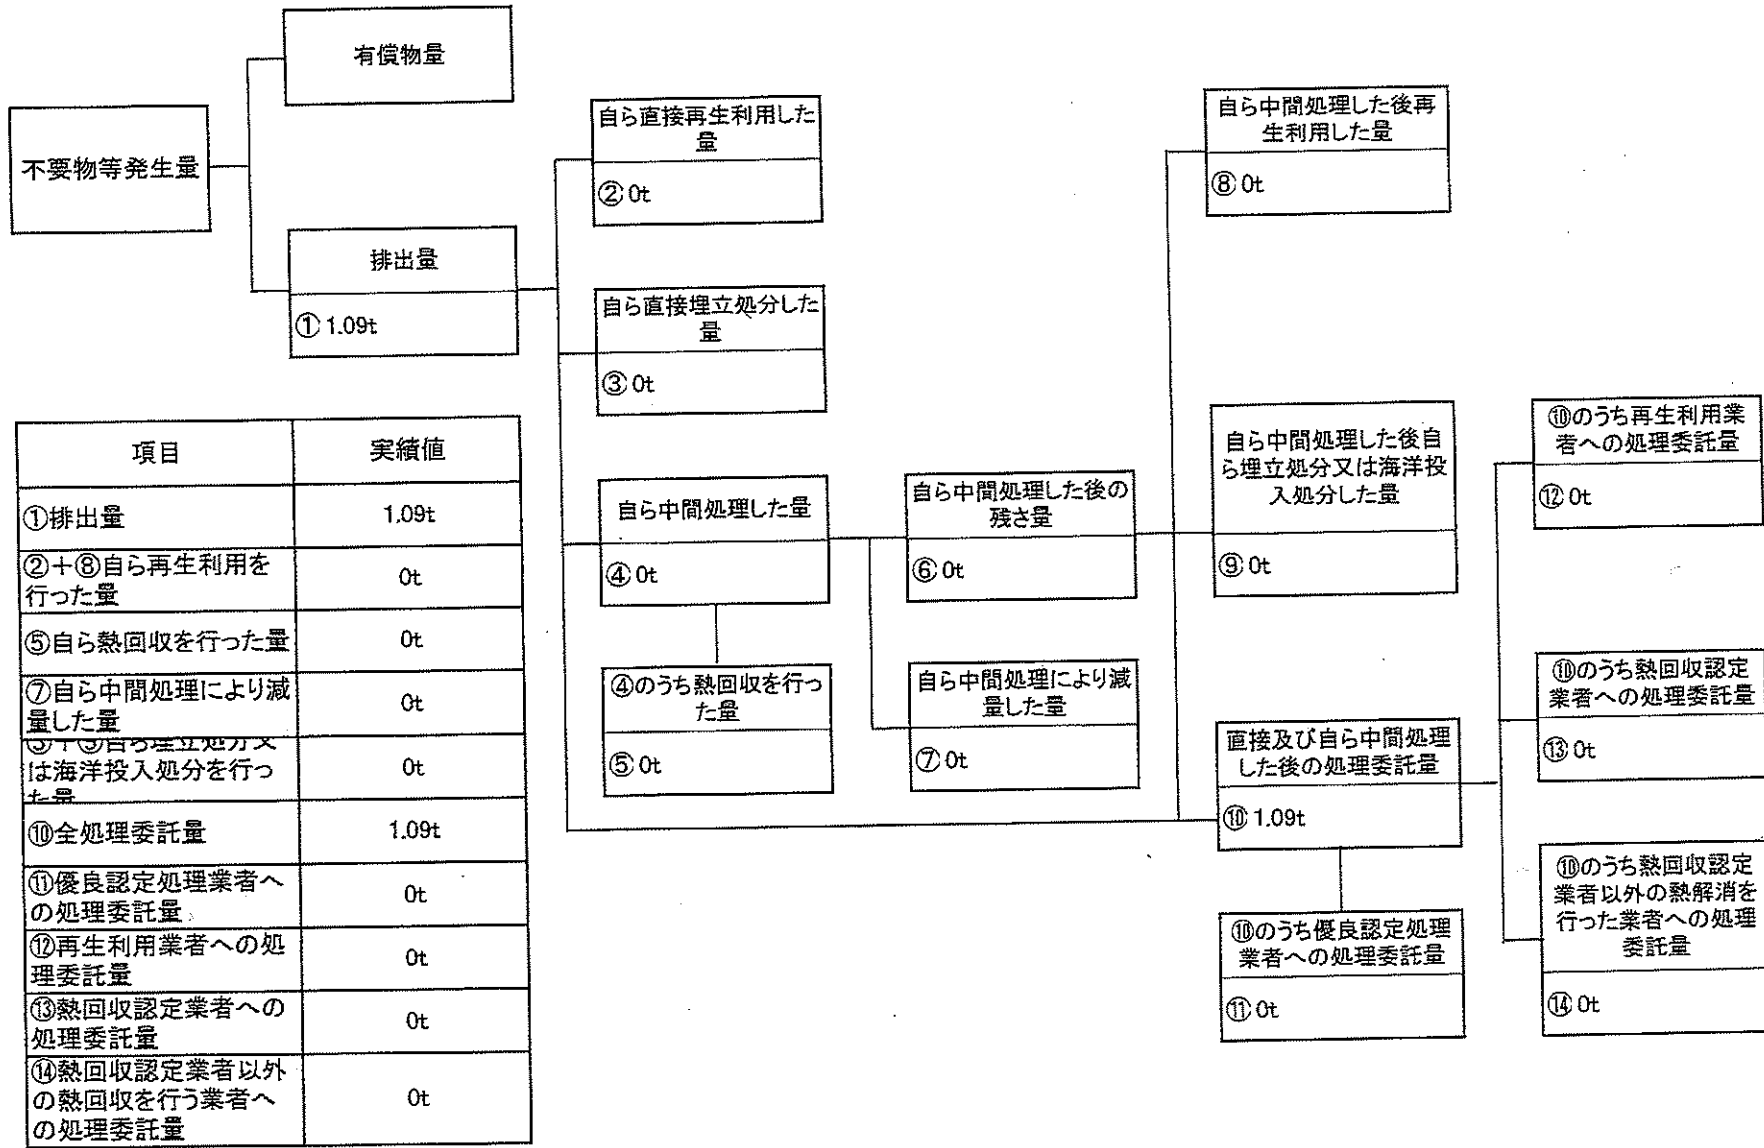 有償物量
不要物等発生量
排出量
① 1.09t
自ら直接再生利用した
量
② 0t
自ら直接埋立処分した
量
③ 0t
自ら中間処理した量
④ 0t
④のうち熱回収を行っ
た量
⑤ 0t
自ら中間処理した後の
残さ量
⑥ 0t
自ら中間処理により減
量した量
⑦ 0t
自ら中間処理した後再
生利用した量
⑧ 0t
自ら中間処理した後自
ら埋立処分又は海洋投
入処分した量
⑨ 0t
直接及び自ら中間処理
した後の処理委託量
⑩ 1.09t
⑩のうち優良認定処理
業者への処理委託量
⑪ 0t
⑩のうち再生利用業
者への処理委託量
⑫ 0t
⑩のうち熱回収認定
業者への処理委託量
⑬ 0t
⑩のうち熱回収認定
業者以外の熱解消を
行った業者への処理
委託量
⑭ 0t
項目 実績値
①排出量 1.09t
②+⑧自ら再生利用を
行った量 0t
⑤自ら熱回収を行った量 0t
⑦自ら中間処理により減
量した量 0t
③+⑨自ら埋立処分又
は海洋投入処分を行っ
た量 0t
⑩全処理委託量 1.09t
⑪優良認定処理業者へ
の処理委託量 0t
⑫再生利用業者への処
理委託量 0t
⑬熱回収認定業者への
処理委託量 0t
⑭熱回収認定業者以外
の熱回収を行う業者へ
の処理委託量 0t